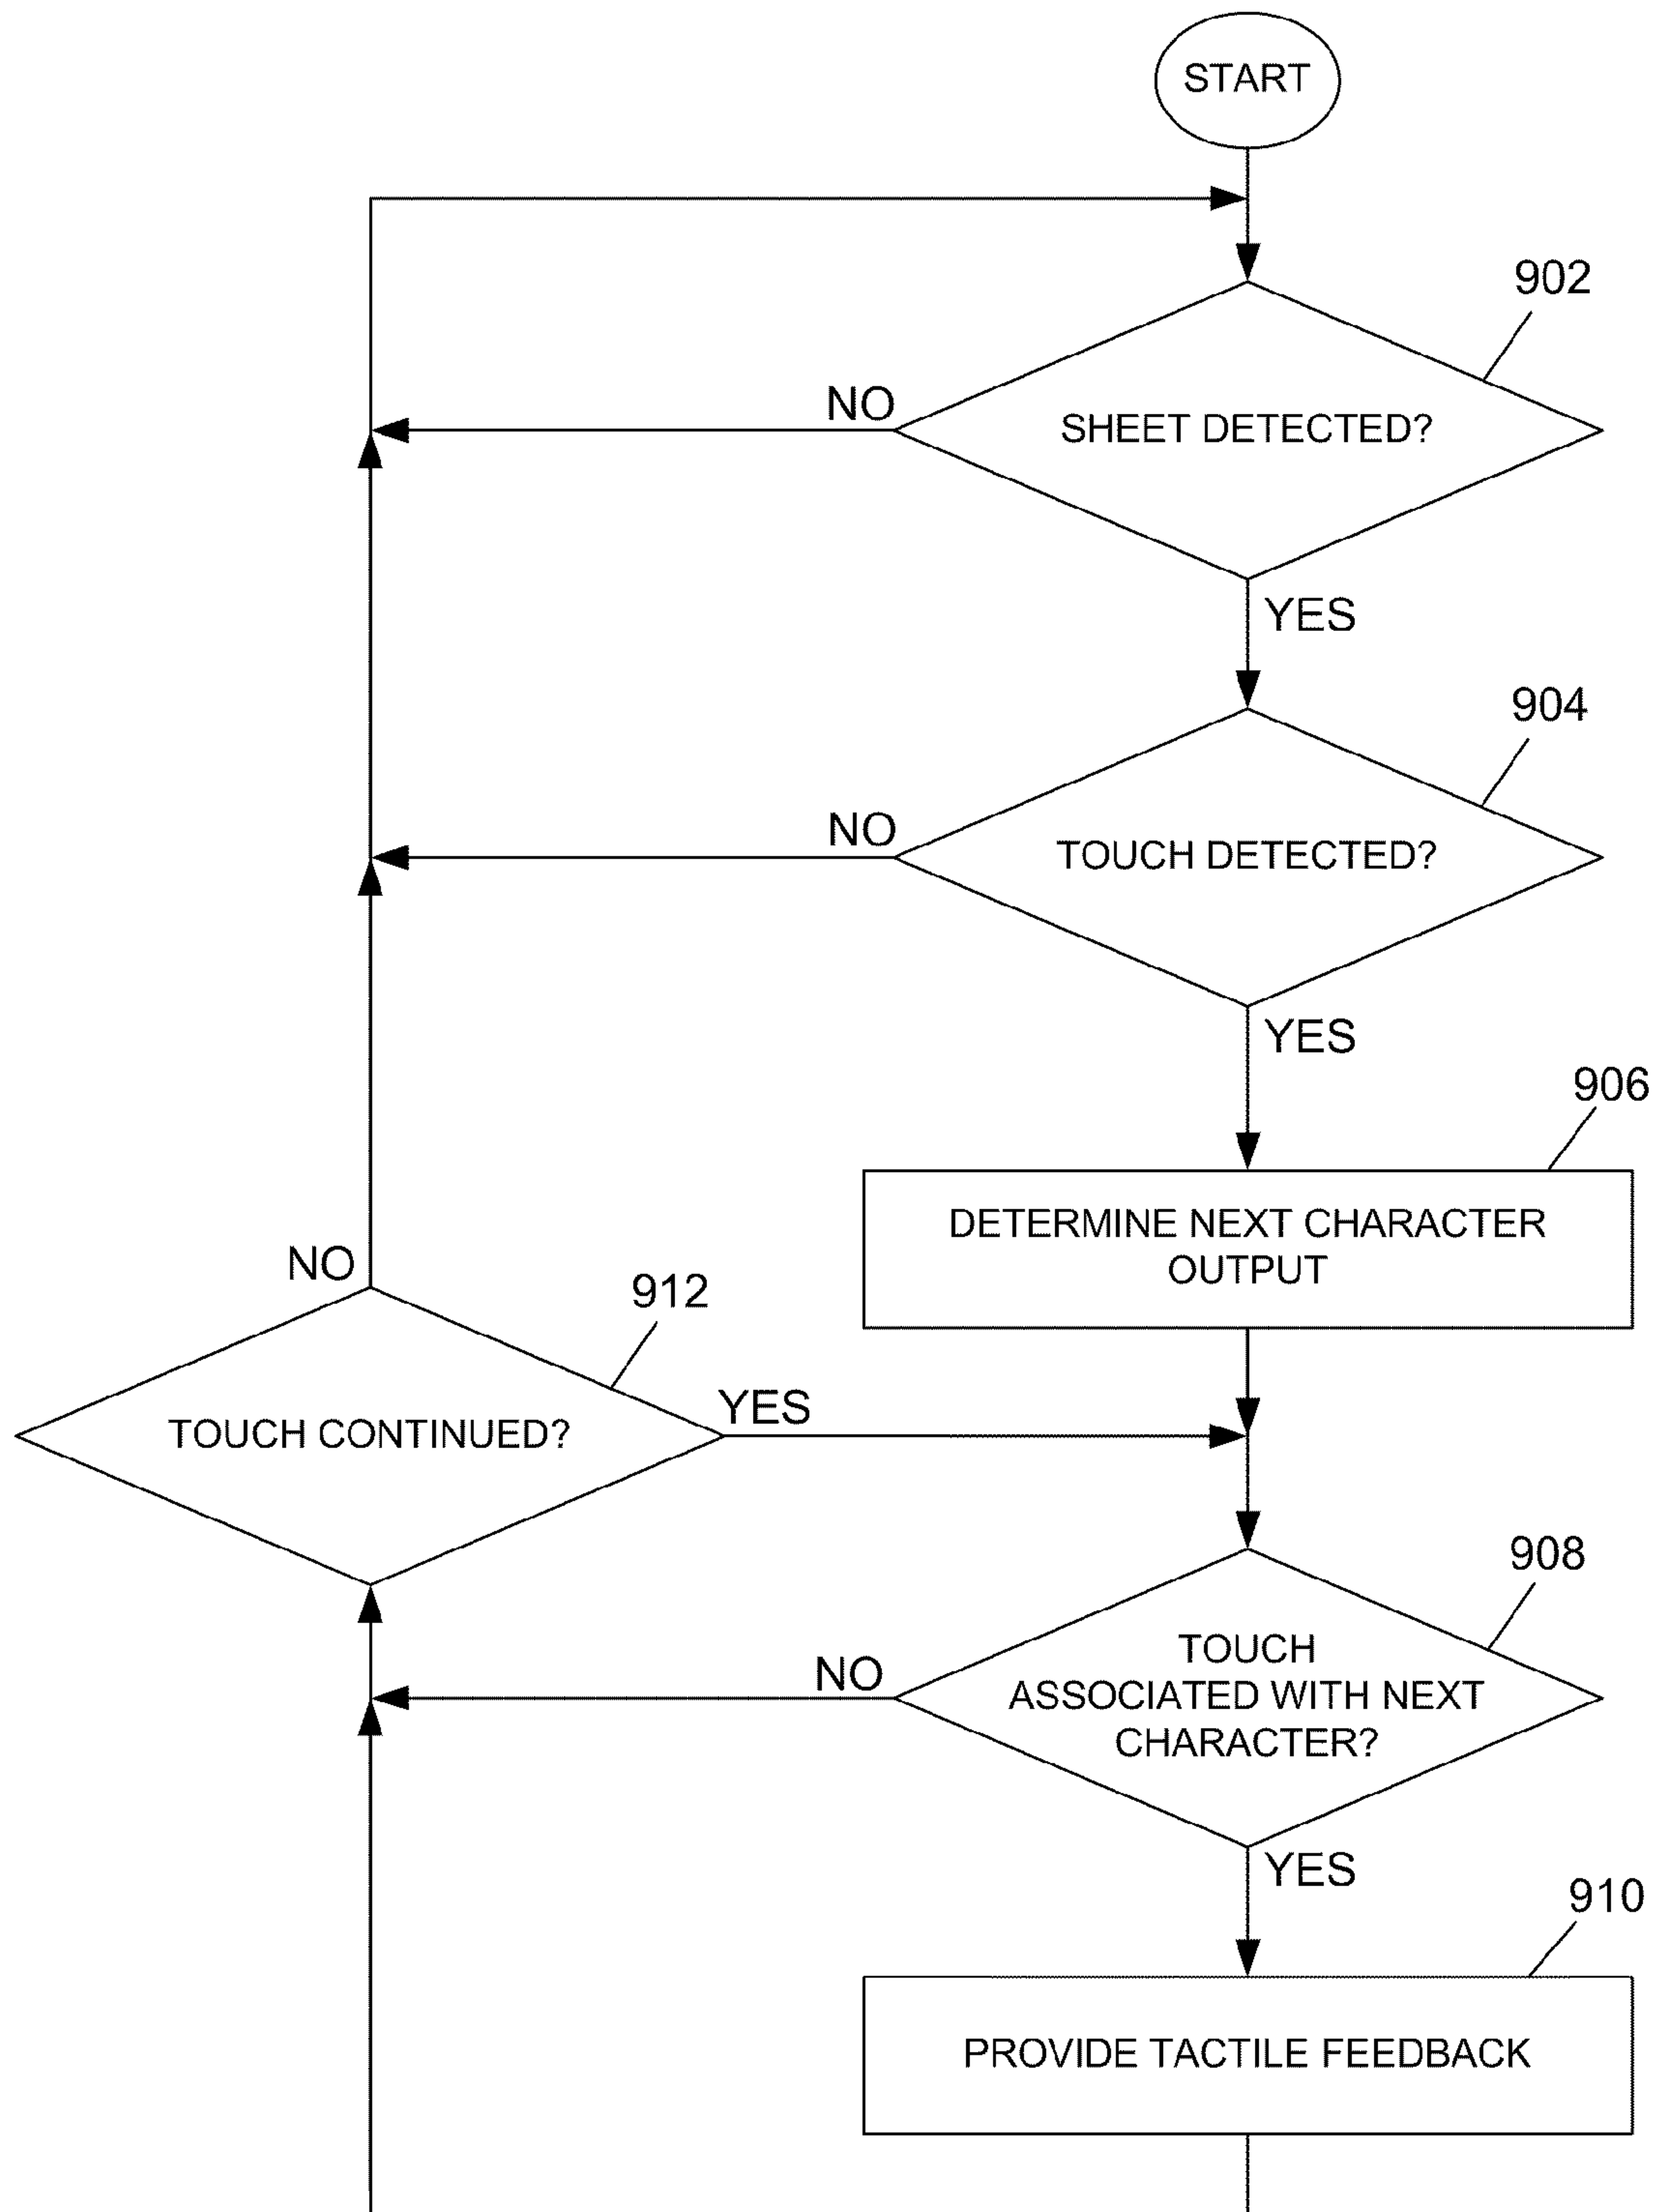 START
902
NO
SHEET DETECTED?
YES
904
NO
TOUCH DETECTED?
YES
906
DETERMINE NEXT CHARACTER
OUTPUT
NO
912
YES
TOUCH CONTINUED?
908
TOUCH
ASSOCIATED WITH NEXT
CHARACTER?
NO
YES
910
PROVIDE TACTILE FEEDBACK